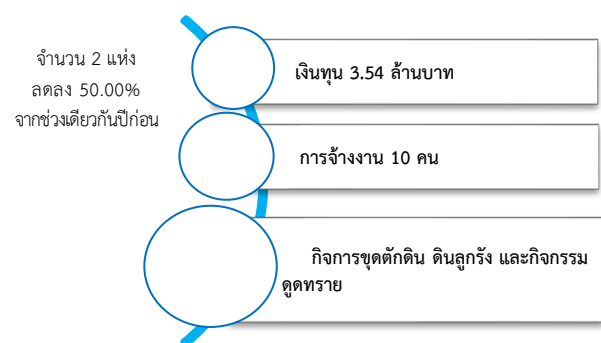 จำนวน 2 แห่ง
ลดลง 50.00%
จากช่วงเดียวกันปีก่อน
เงินทุน 3.54 ล้านบาท
การจ้างงาน 10 คน
กิจการขุดตักดิน ดินลูกรัง และกิจกรรม
ดูดทราย